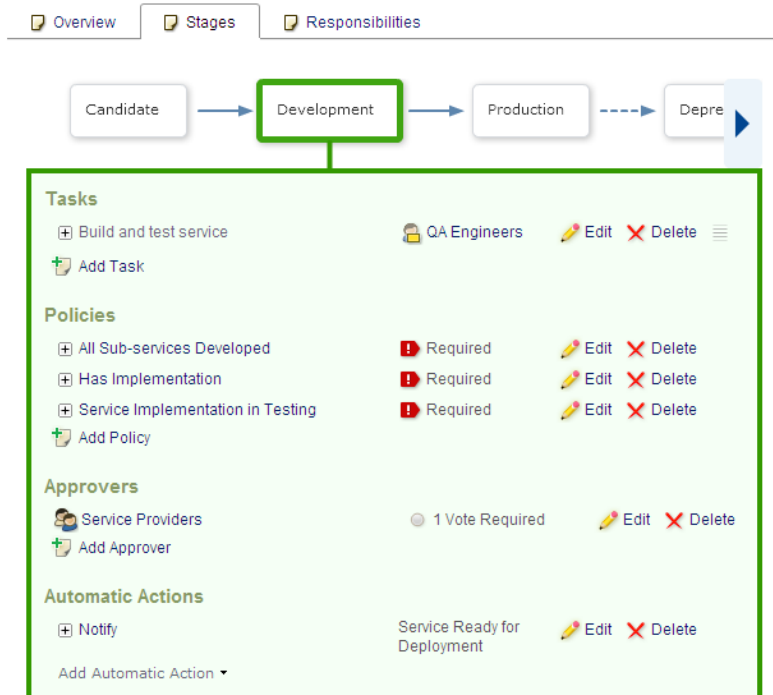 Overview Stages Responsibilities
Candidate Development Production Depre
Tasks
Build and test service QA Engineers Edit Delete
Add Task
Policies
All Sub-services Developed Required Edit Delete
Has Implementation Required Edit Delete
Service Implementation in Testing Required Edit Delete
Add Policy
Approvers
Service Providers 1 Vote Required Edit Delete
Add Approver
Automatic Actions
Notify Service Ready for Edit Delete
Deployment
Add Automatic Action